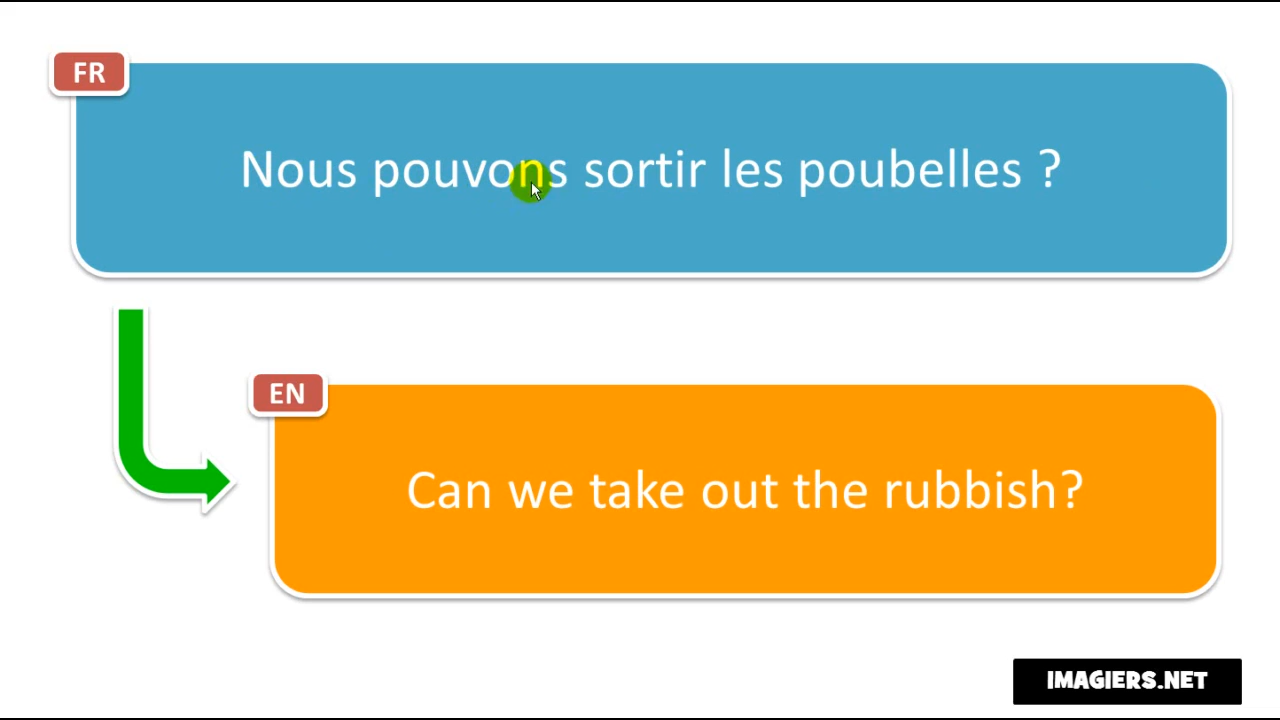 FR
Nous pouvons sortir les poubelles ?
EN
Can we take out the rubbish?
IMAGIERS.NET